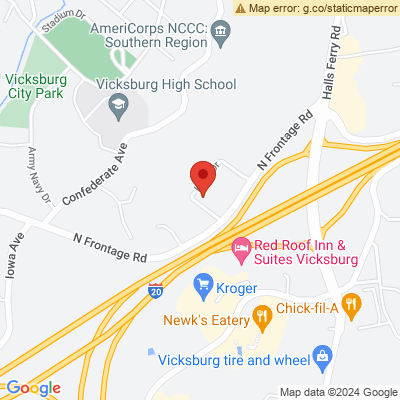 Map error: g.co/staticmaperror
Stadium Dr
AmeriCorps NCCC:
Southern Region
Halls Ferry Rd
Vicksburg
City Park
Vicksburg High School
N Frontage Rd
Army Navy Dr
Confederate Ave
Iowa Ave
N Frontage Rd
Red Roof Inn &
Suites Vicksburg
20
Kroger
Chick-fil-A
Newk's Eatery
Vicksburg tire and wheel
Google
Map data ©2024 Google